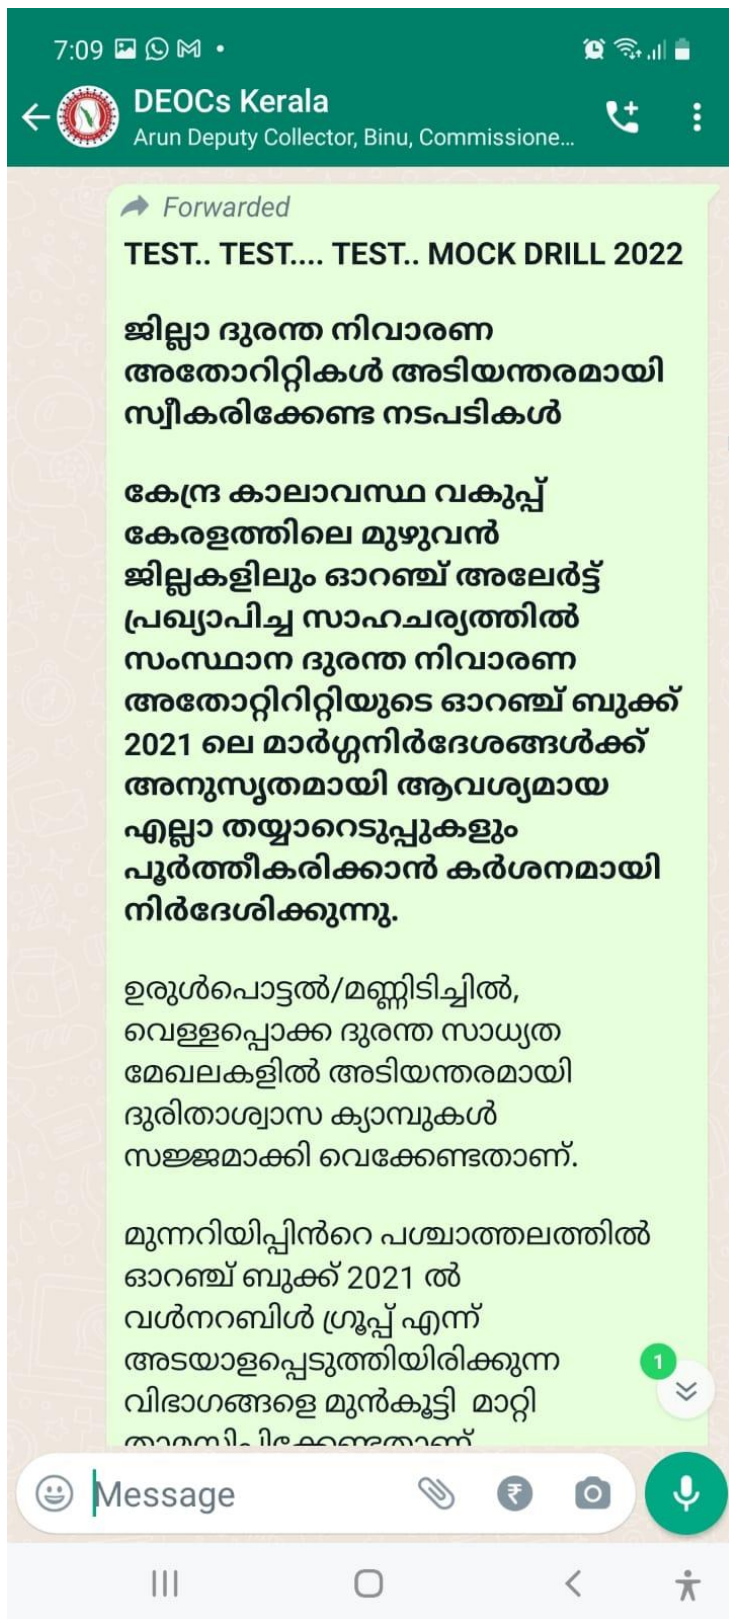 7:09
DEOCs Kerala
Arun Deputy Collector, Binu, Commissione...
Forwarded
TEST.. TEST.... TEST.. MOCK DRILL 2022
ജില്ലാ ദുരന്ത നിവാരണ
അതോറിറ്റികൾ അടിയന്തരമായി
സ്വീകരിക്കേണ്ട നടപടികൾ
കേന്ദ്ര കാലാവസ്ഥ വകുപ്പ്
കേരളത്തിലെ മുഴുവൻ
ജില്ലകളിലും ഓറഞ്ച് അലേർട്ട്
പ്രഖ്യാപിച്ച സാഹചര്യത്തിൽ
സംസ്ഥാന ദുരന്ത നിവാരണ
അതോറ്റിറിറ്റിയുടെ ഓറഞ്ച് ബുക്ക്
2021 ലെ മാർഗ്ഗനിർദേശങ്ങൾക്ക്
അനുസൃതമായി ആവശ്യമായ
എല്ലാ തയ്യാറെടുപ്പുകളും
പൂർത്തീകരിക്കാൻ കർശനമായി
നിർദേശിക്കുന്നു.
ഉരുൾപൊട്ടൽ/മണ്ണിടിച്ചിൽ,
വെള്ളപ്പൊക്ക ദുരന്ത സാധ്യത
മേഖലകളിൽ അടിയന്തരമായി
ദുരിതാശ്വാസ ക്യാമ്പുകൾ
സജ്ജമാക്കി വെക്കേണ്ടതാണ്.
മുന്നറിയിപ്പിൻറെ പശ്ചാത്തലത്തിൽ
ഓറഞ്ച് ബുക്ക് 2021 ൽ
വൾനറബിൾ ഗ്രൂപ്പ് എന്ന്
അടയാളപ്പെടുത്തിയിരിക്കുന്ന
വിഭാഗങ്ങളെ മുൻകൂട്ടി മാറ്റി
1
Message